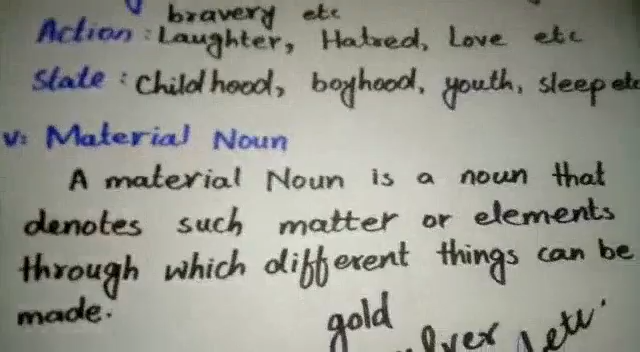 bravery etc
Action : Laughter, Hatred, Love etc
State : Childhood, boyhood, youth, sleep etc
V: Material Noun
A material Noun is a noun that
denotes such matter or elements
through which different things can be
made.
gold
etc.